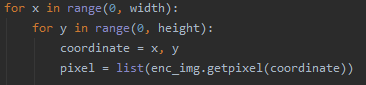 for x in range(0, width):
    for y in range(0, height):
        coordinate = x, y
        pixel = list(enc_img.getpixel(coordinate))